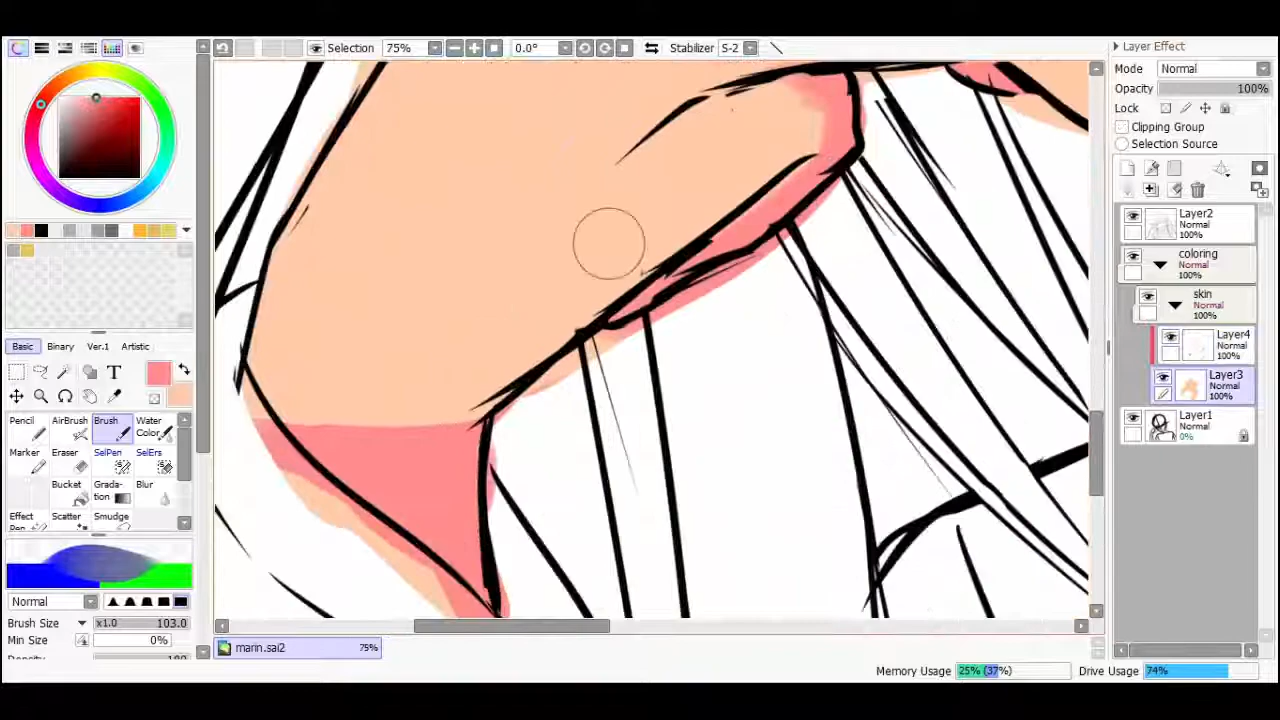 Selection 75% 0.0° Stabilizer S-2
Layer Effect
Mode Normal
Opacity 100%
Lock
Clipping Group
Selection Source
Layer2
Normal
100%
coloring
Normal
100%
skin
Normal
100%
Layer4
Normal
100%
Layer3
Normal
100%
Layer1
Normal
0%
Basic Binary Ver.1 Artistic
T
Pencil AirBrush Brush Water
Color
Marker Eraser SelPen SelErs
Bucket Grada-
tion Blur
Effect
Pen Scatter Smudge
Normal
Brush Size x1.0 103.0
Min Size 0%
marin.sai2 75%
Memory Usage 25% (37%) Drive Usage 74%